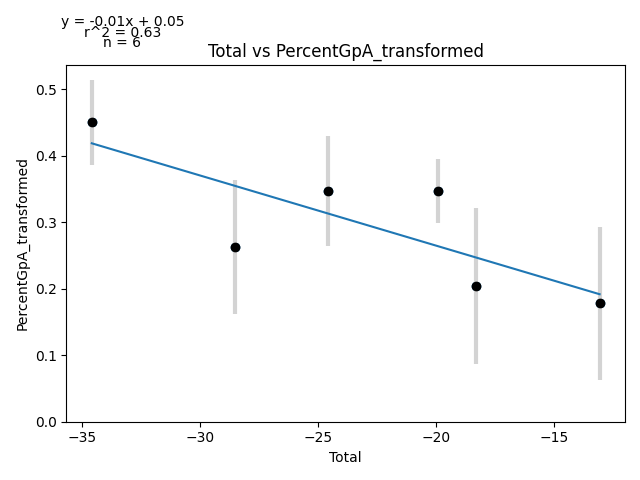 y = -0.01x + 0.05
r^2 = 0.63
n = 6
Total vs PercentGpA_transformed
PercentGpA_transformed
0.5
0.4
0.3
0.2
0.1
0.0
−35
−30
−25
−20
−15
Total